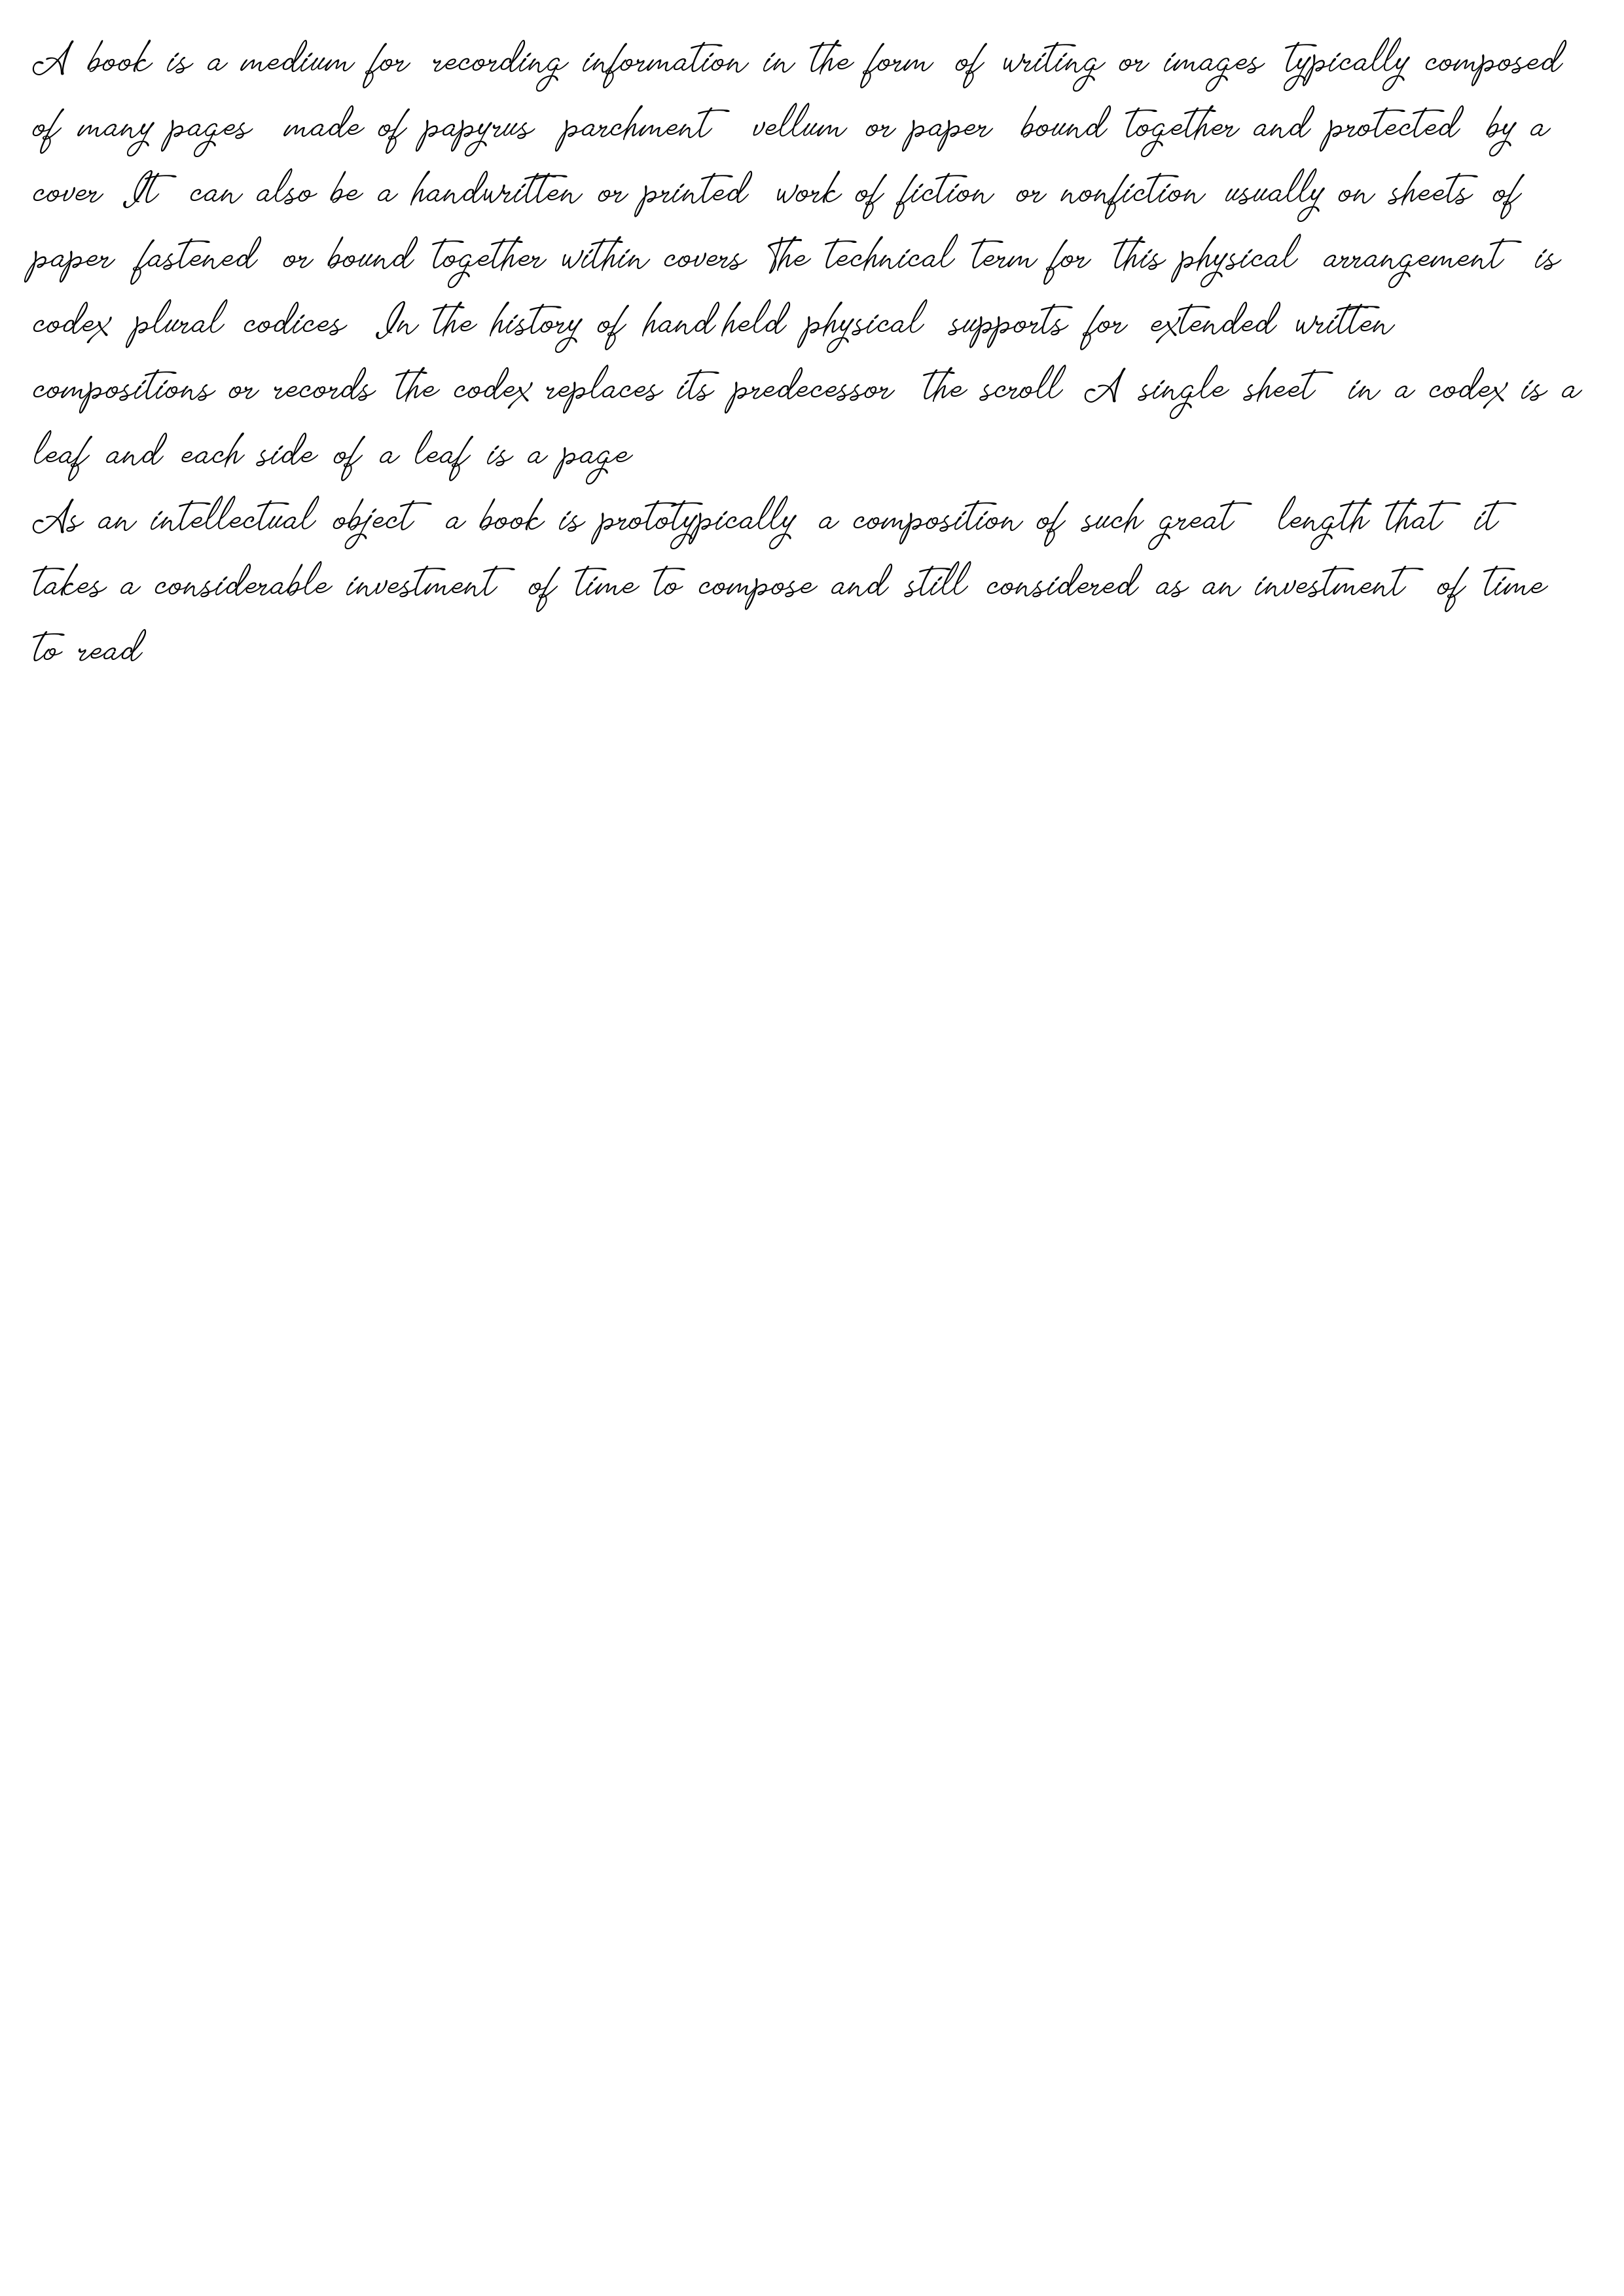 A book is a medium for recording information in the form of writing or images typically composed
of many pages made of papyrus parchment vellum or paper bound together and protected by a
cover It can also be a handwritten or printed work of fiction or nonfiction usually on sheets of
paper fastened or bound together within covers The technical term for this physical arrangement is
codex plural codices In the history of hand held physical supports for extended written
compositions or records the codex replaces its predecessor the scroll A single sheet in a codex is a
leaf and each side of a leaf is a page
As an intellectual object a book is prototypically a composition of such great length that it
takes a considerable investment of time to compose and still considered as an investment of time
to read